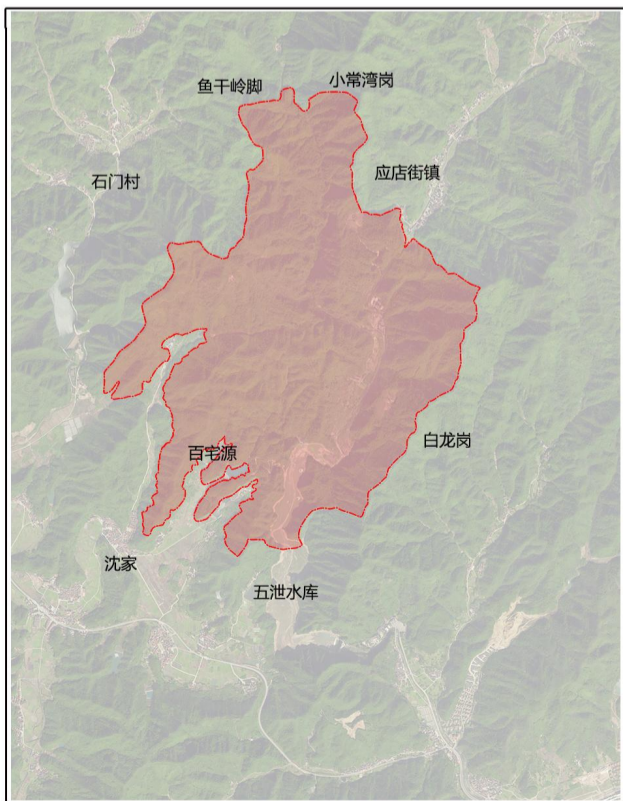 鱼干岭脚
小常湾岗
石门村
应店街镇
白龙岗
百宅源
沈家
五泄水库